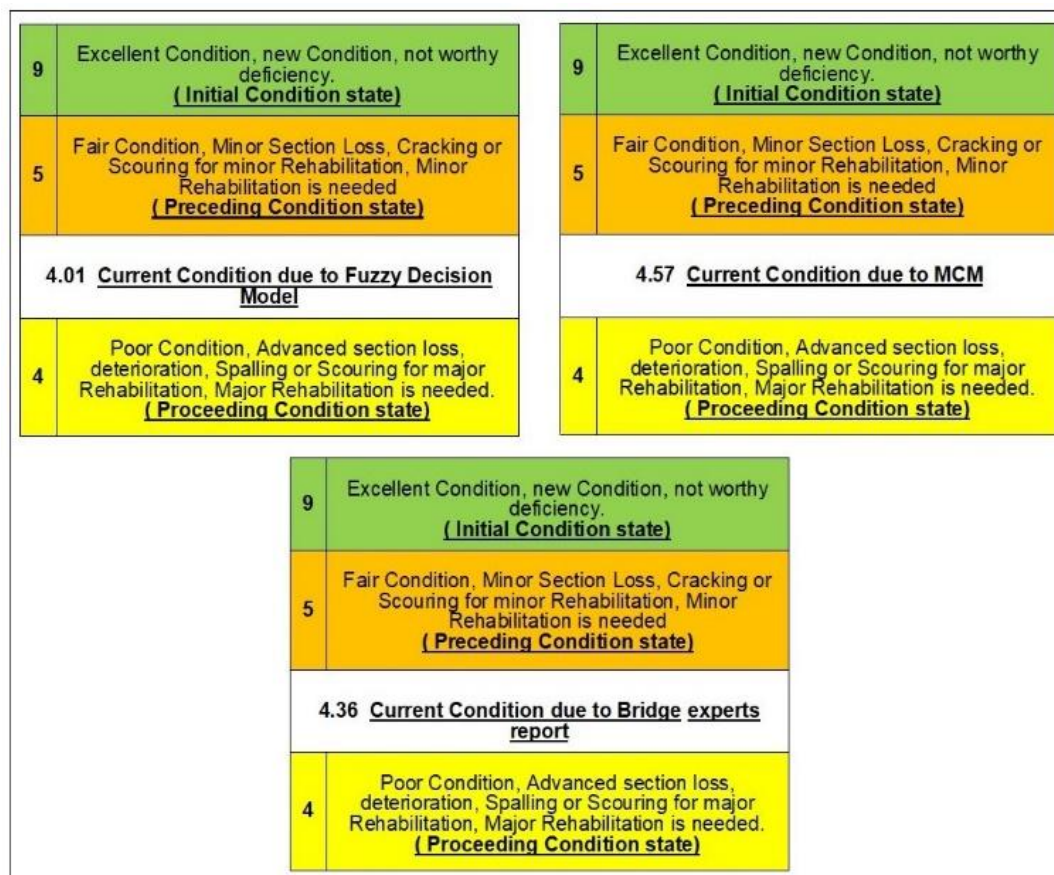 9
Excellent Condition, new Condition, not worthy
deficiency.
( Initial Condition state)
5
Fair Condition, Minor Section Loss, Cracking or
Scouring for minor Rehabilitation, Minor
Rehabilitation is needed
( Preceding Condition state)
4.01 Current Condition due to Fuzzy Decision
Model
4
Poor Condition, Advanced section loss,
deterioration, Spalling or Scouring for major
Rehabilitation, Major Rehabilitation is needed.
( Proceeding Condition state)
9
Excellent Condition, new Condition, not worthy
deficiency.
( Initial Condition state)
5
Fair Condition, Minor Section Loss, Cracking or
Scouring for minor Rehabilitation, Minor
Rehabilitation is needed
( Preceding Condition state)
4.57 Current Condition due to MCM
4
Poor Condition, Advanced section loss,
deterioration, Spalling or Scouring for major
Rehabilitation, Major Rehabilitation is needed.
( Proceeding Condition state)
9
Excellent Condition, new Condition, not worthy
deficiency.
( Initial Condition state)
5
Fair Condition, Minor Section Loss, Cracking or
Scouring for minor Rehabilitation, Minor
Rehabilitation is needed
( Preceding Condition state)
4.36 Current Condition due to Bridge experts
report
4
Poor Condition, Advanced section loss,
deterioration, Spalling or Scouring for major
Rehabilitation, Major Rehabilitation is needed.
( Proceeding Condition state)